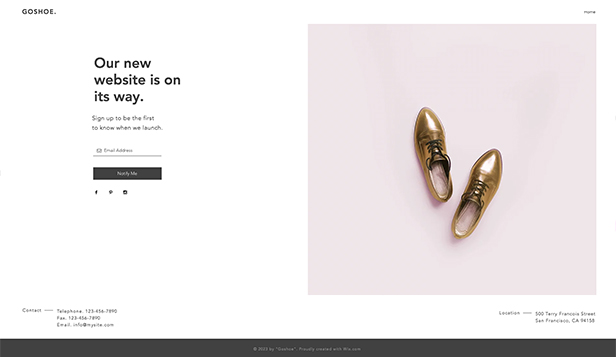 GOSHOE.
Home
Our new
website is on
its way.
Sign up to be the first
to know when we launch.
Email Address
Notify Me
Contact
Telephone. 123-456-7890
Fax. 123-456-7890
Email. info@mysite.com
Location
500 Terry Francois Street
San Francisco, CA 94158
© 2023 by "Goshoe". Proudly created with Wix.com